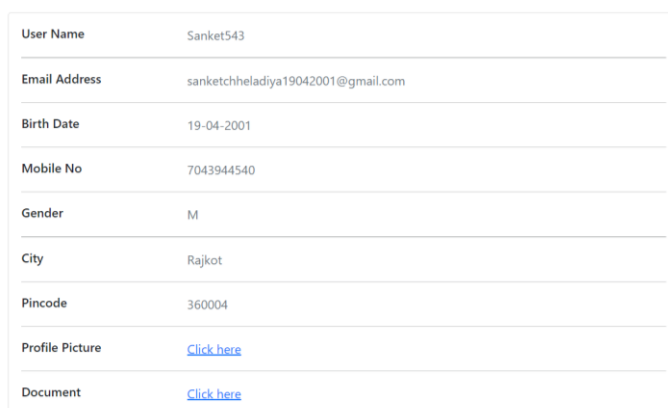 User Name Sanket543
Email Address sanketchheladiya19042001@gmail.com
Birth Date 19-04-2001
Mobile No 7043944540
Gender M
City Rajkot
Pincode 360004
Profile Picture Click here
Document Click here